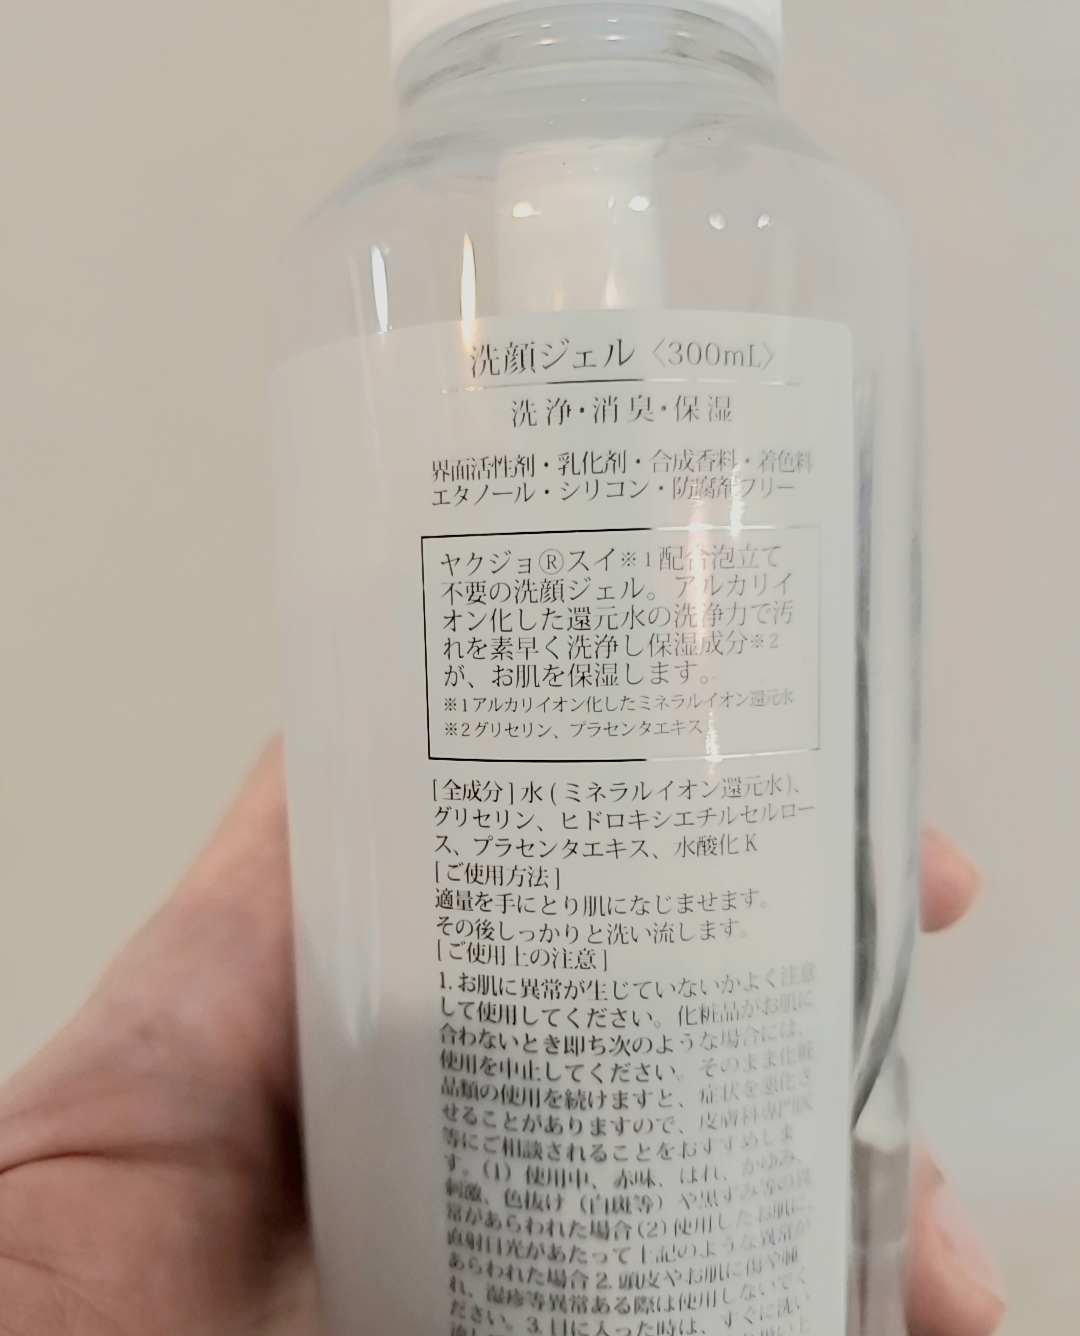 洗顔ジェル〈300mL〉
洗浄・消臭・保湿
界面活性剤・乳化剤・合成香料・着色料
エタノール・シリコン・防腐剤フリー
ヤクジョ®スイ※1配合泡立て
不要の洗顔ジェル。アルカリイ
オン化した還元水の洗浄力で汚
れを素早く洗浄し保湿成分※2
が、お肌を保湿します。
※1アルカリイオン化したミネラルイオン還元水
※2グリセリン、プラセンタエキス
[全成分]水(ミネラルイオン還元水)、
グリセリン、ヒドロキシエチルセルロー
ス、プラセンタエキス、水酸化K
[ご使用方法]
適量を手にとり肌になじませます。
その後しっかりと洗い流します。
[ご使用上の注意]
1.お肌に異常が生じていないかよく注意
して使用してください。化粧品がお肌に
合わないとき即ち次のような場合には、
使用を中止してください。そのまま化粧
品類の使用を続けますと、症状を悪化さ
せることがありますので、皮膚科専門医
等にご相談されることをおすすめしま
す。(1)使用中、赤味、はれ、かゆみ、
刺激、色抜け(白斑等)や黒ずみ等の異
常があらわれた場合(2)使用したお肌に、
直射日光があたって上記のような異常が
あらわれた場合2.頭皮やお肌に傷や腫
れ、湿疹等異常ある際は使用しないでく
ださい。3.目に入った時は、すぐに洗い